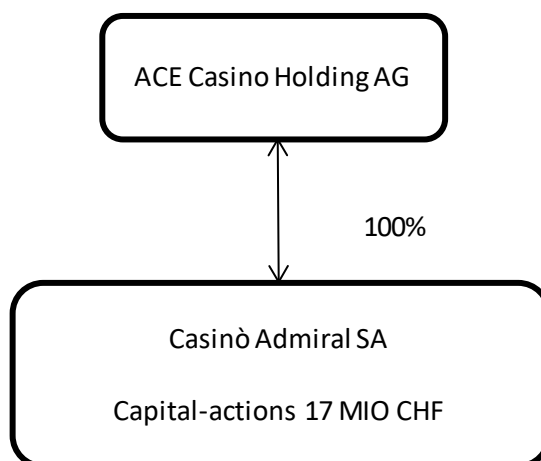 ACE Casino Holding AG
100%
Casinò Admiral SA
Capital-actions 17 MIO CHF